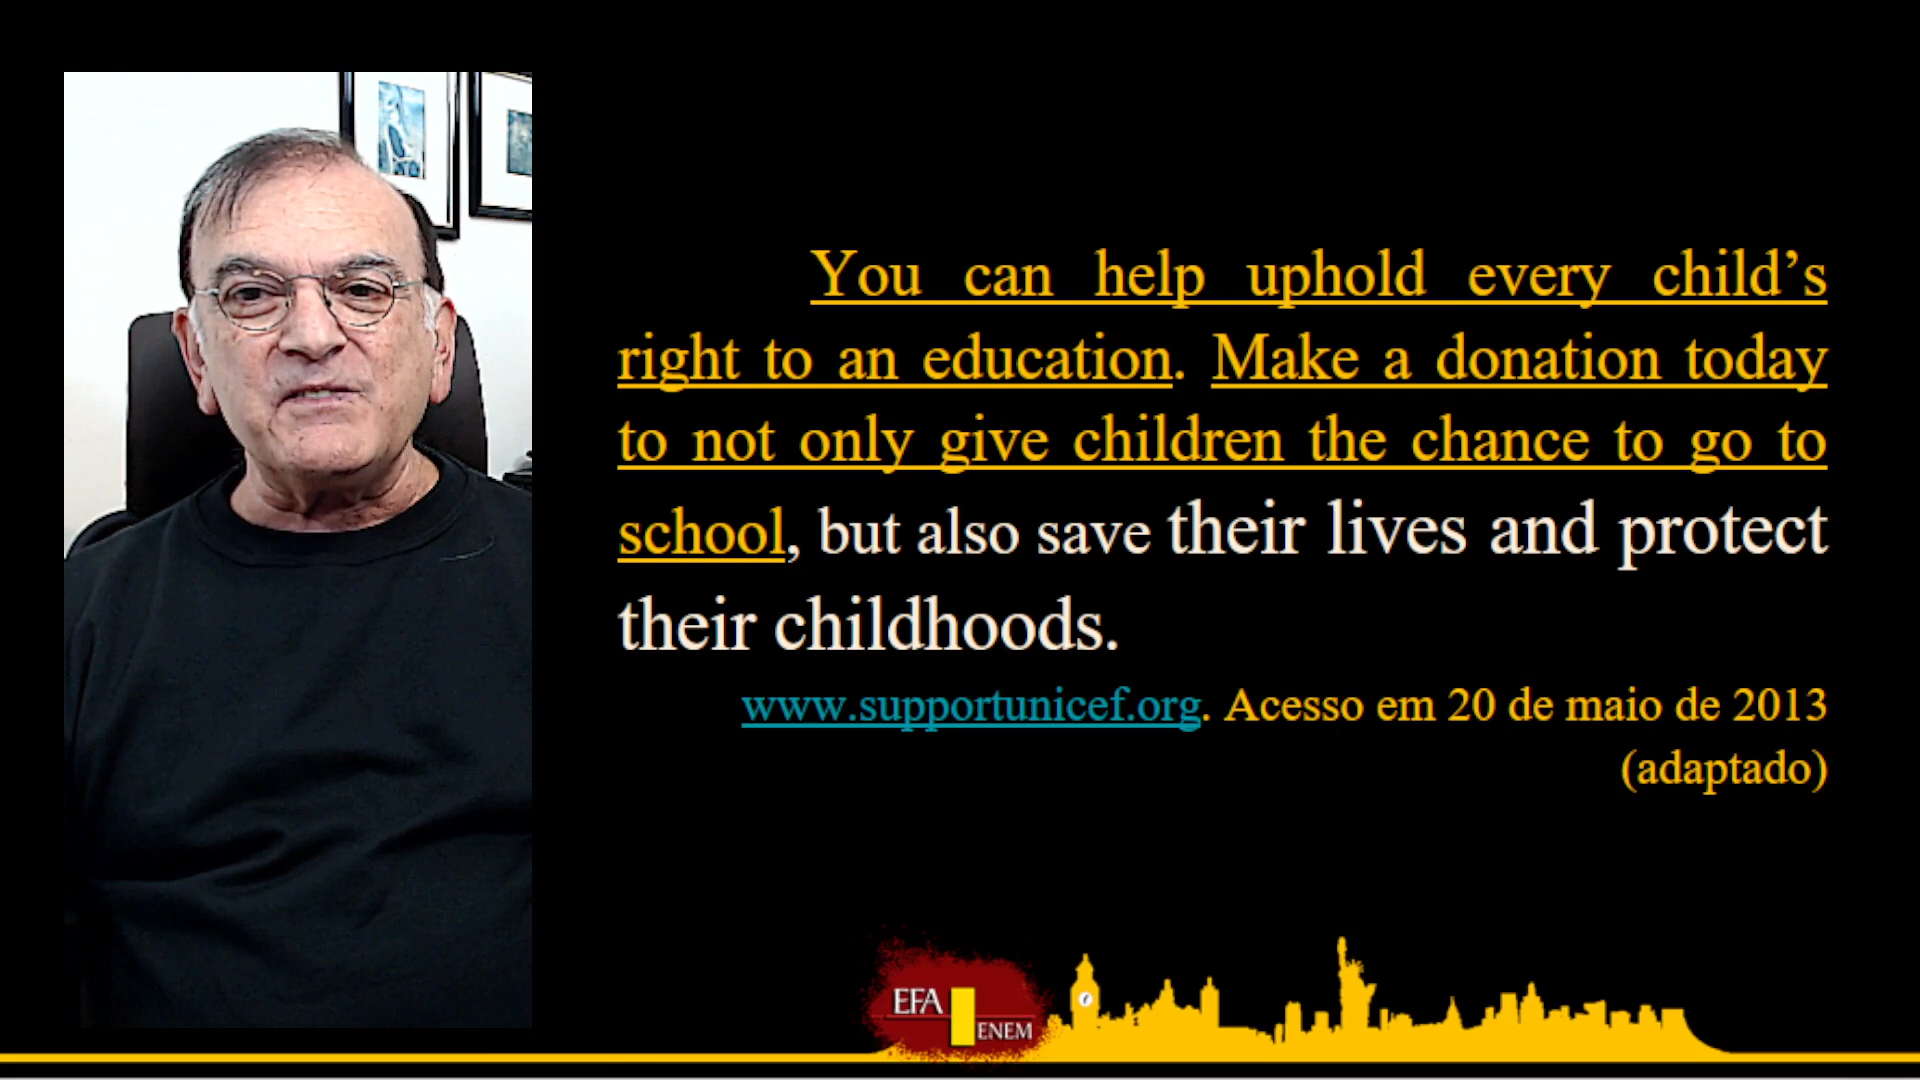 You can help uphold every child’s
right to an education. Make a donation today
to not only give children the chance to go to
school, but also save their lives and protect
their childhoods.
www.supportunicef.org. Acesso em 20 de maio de 2013
(adaptado)
EFA
ENEM